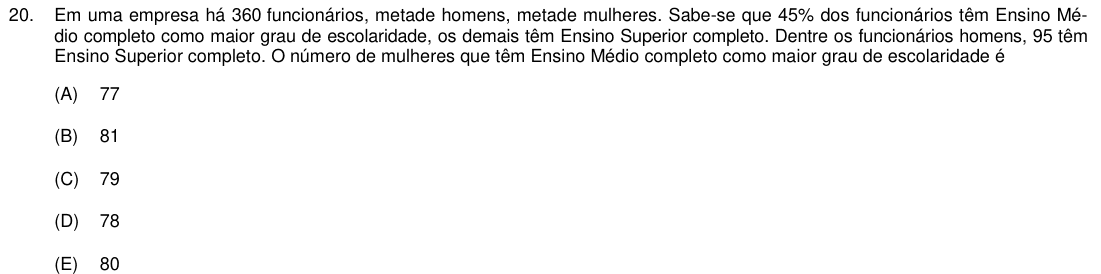 20. Em uma empresa há 360 funcionários, metade homens, metade mulheres. Sabe-se que 45% dos funcionários têm Ensino Mé-
dio completo como maior grau de escolaridade, os demais têm Ensino Superior completo. Dentre os funcionários homens, 95 têm
Ensino Superior completo. O número de mulheres que têm Ensino Médio completo como maior grau de escolaridade é
(A) 77
(B) 81
(C) 79
(D) 78
(E) 80